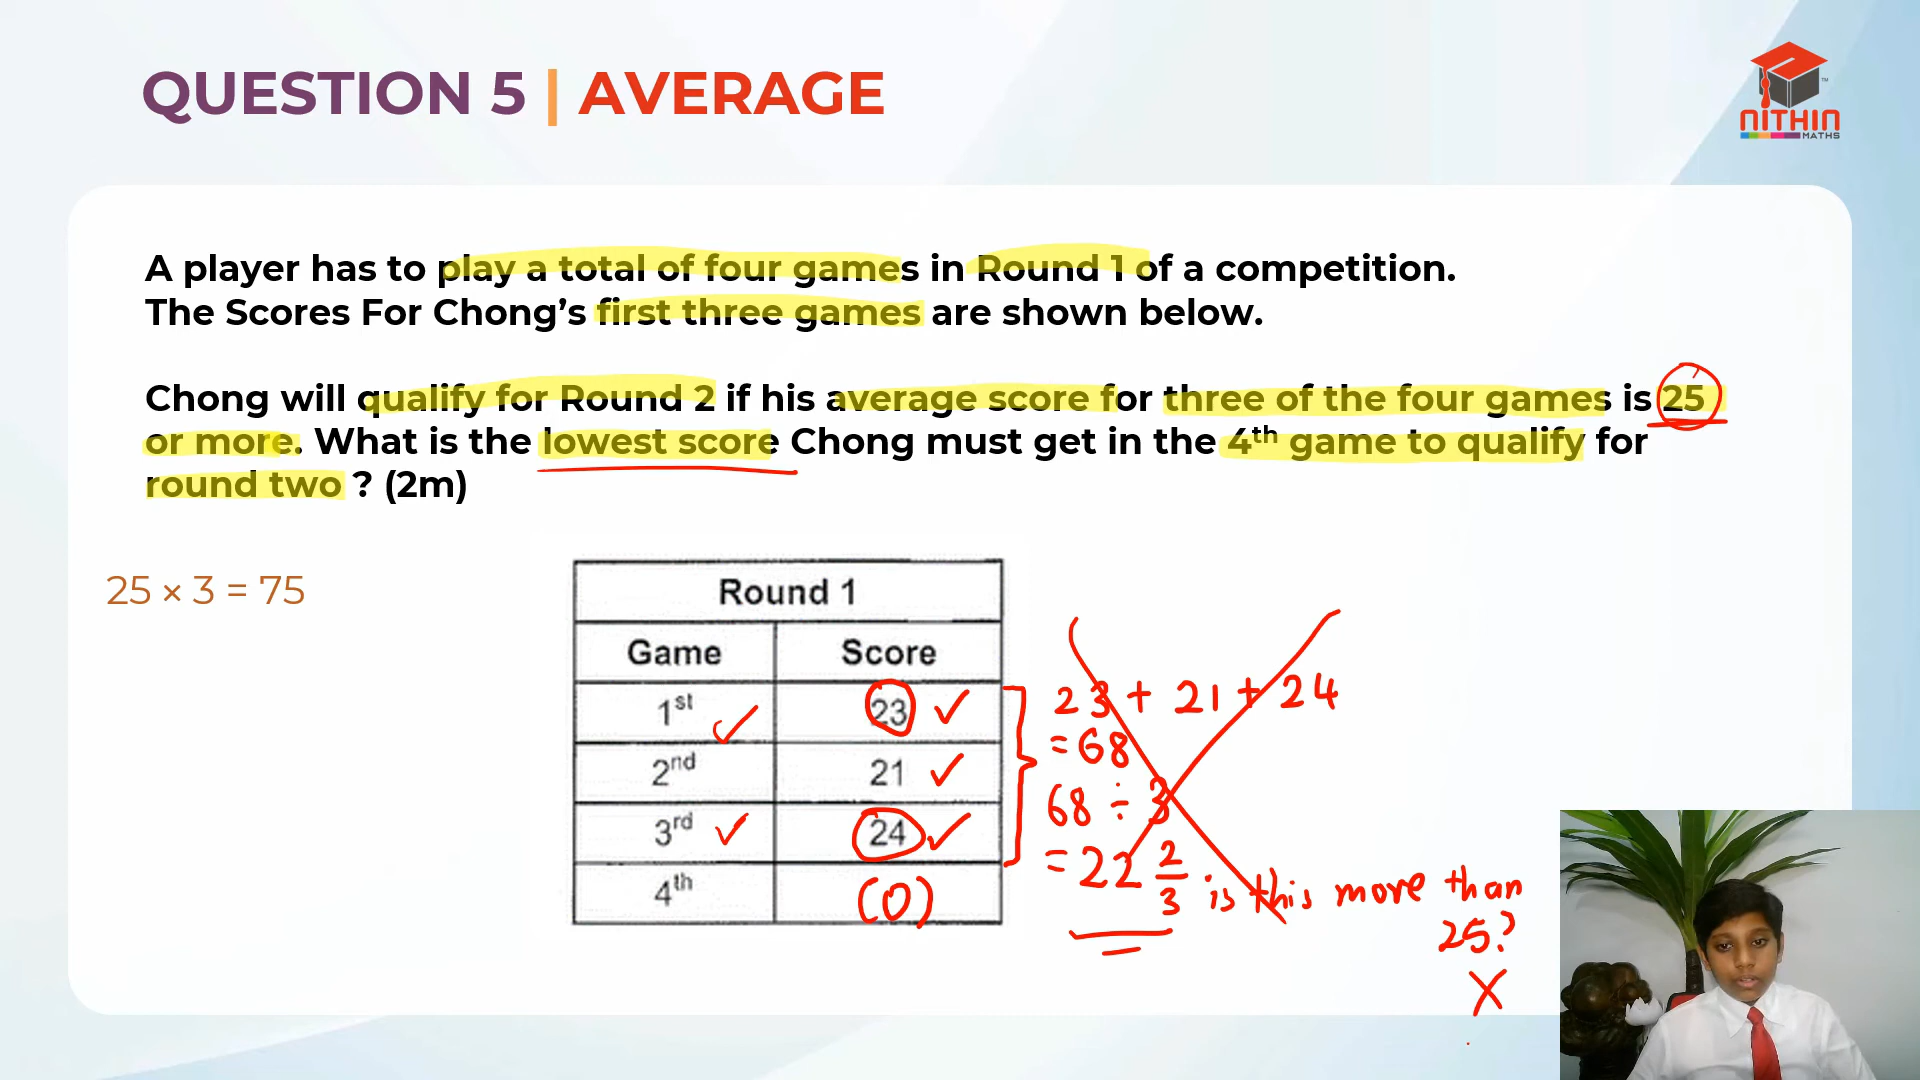 QUESTION 5 | AVERAGE
NITHIN
MATHS
A player has to play a total of four games in Round 1 of a competition.
The Scores For Chong’s first three games are shown below.
Chong will qualify for Round 2 if his average score for three of the four games is 25
or more. What is the lowest score Chong must get in the 4th game to qualify for
round two ? (2m)
25 × 3 = 75
Round 1
Game Score
1st ✓ 23 ✓
2nd 21 ✓
3rd ✓ 24 ✓
4th (0)
23 + 21 + 24
= 68
68 ÷ 3
= 22 2/3 is this more than
25?
X